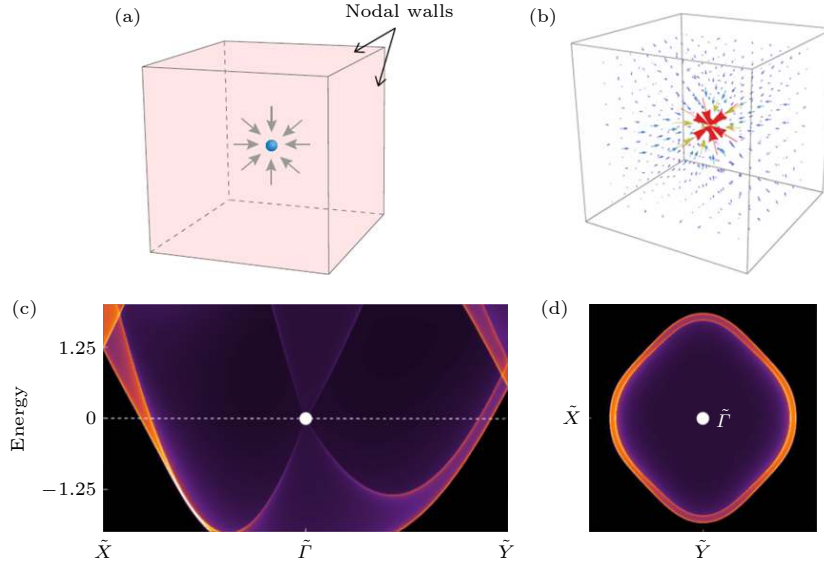 (a)
Nodal walls
(b)
(c)
Energy
1.25
0
−1.25
X̃
Γ̃
Ỹ
(d)
X̃
Γ̃
Ỹ